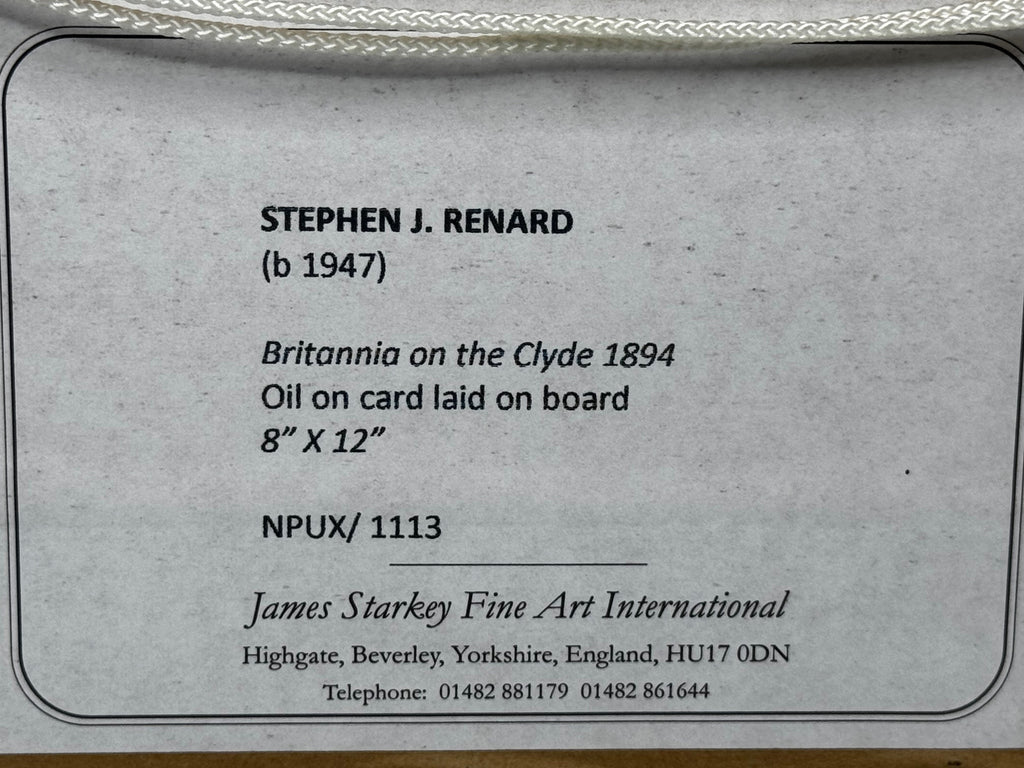 STEPHEN J. RENARD
(b 1947)
Britannia on the Clyde 1894
Oil on card laid on board
8” X 12”
NPUX/ 1113
James Starkey Fine Art International
Highgate, Beverley, Yorkshire, England, HU17 0DN
Telephone: 01482 881179 01482 861644